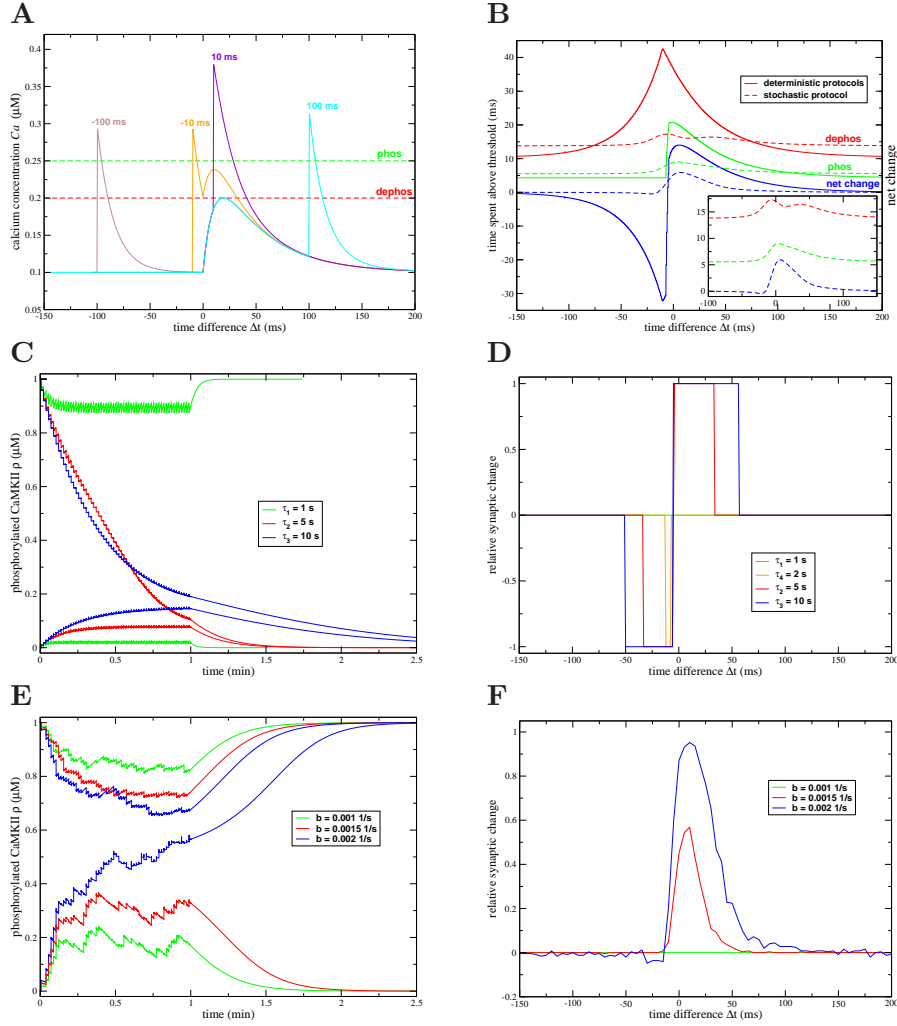 A
calcium concentration Ca (μM)
0.4
0.35
0.3
0.25
0.2
0.15
0.1
0.05
10 ms
-100 ms
-10 ms
100 ms
phos
dephos
-150 -100 -50 0 50 100 150 200
time difference Δt (ms)
B
time spent above threshold (ms)
40
30
20
10
0
-10
-20
-30
deterministic protocols
stochastic protocol
dephos
phos
net change
net change
15
10
5
0
-100 0 100
-150 -100 -50 0 50 100 150 200
time difference Δt (ms)
C
phosphorylated CaMKII ρ (μM)
1
0.8
0.6
0.4
0.2
0
τ1 = 1 s
τ2 = 5 s
τ3 = 10 s
0 0.5 1 1.5 2 2.5
time (min)
D
relative synaptic change
1
0.5
0
-0.5
-1
τ1 = 1 s
τ4 = 2 s
τ2 = 5 s
τ3 = 10 s
-150 -100 -50 0 50 100 150 200
time difference Δt (ms)
E
phosphorylated CaMKII ρ (μM)
1
0.8
0.6
0.4
0.2
0
b = 0.001 1/s
b = 0.0015 1/s
b = 0.002 1/s
0 0.5 1 1.5 2 2.5
time (min)
F
relative synaptic change
1
0.8
0.6
0.4
0.2
0
-0.2
b = 0.001 1/s
b = 0.0015 1/s
b = 0.002 1/s
-150 -100 -50 0 50 100 150 200
time difference Δt (ms)